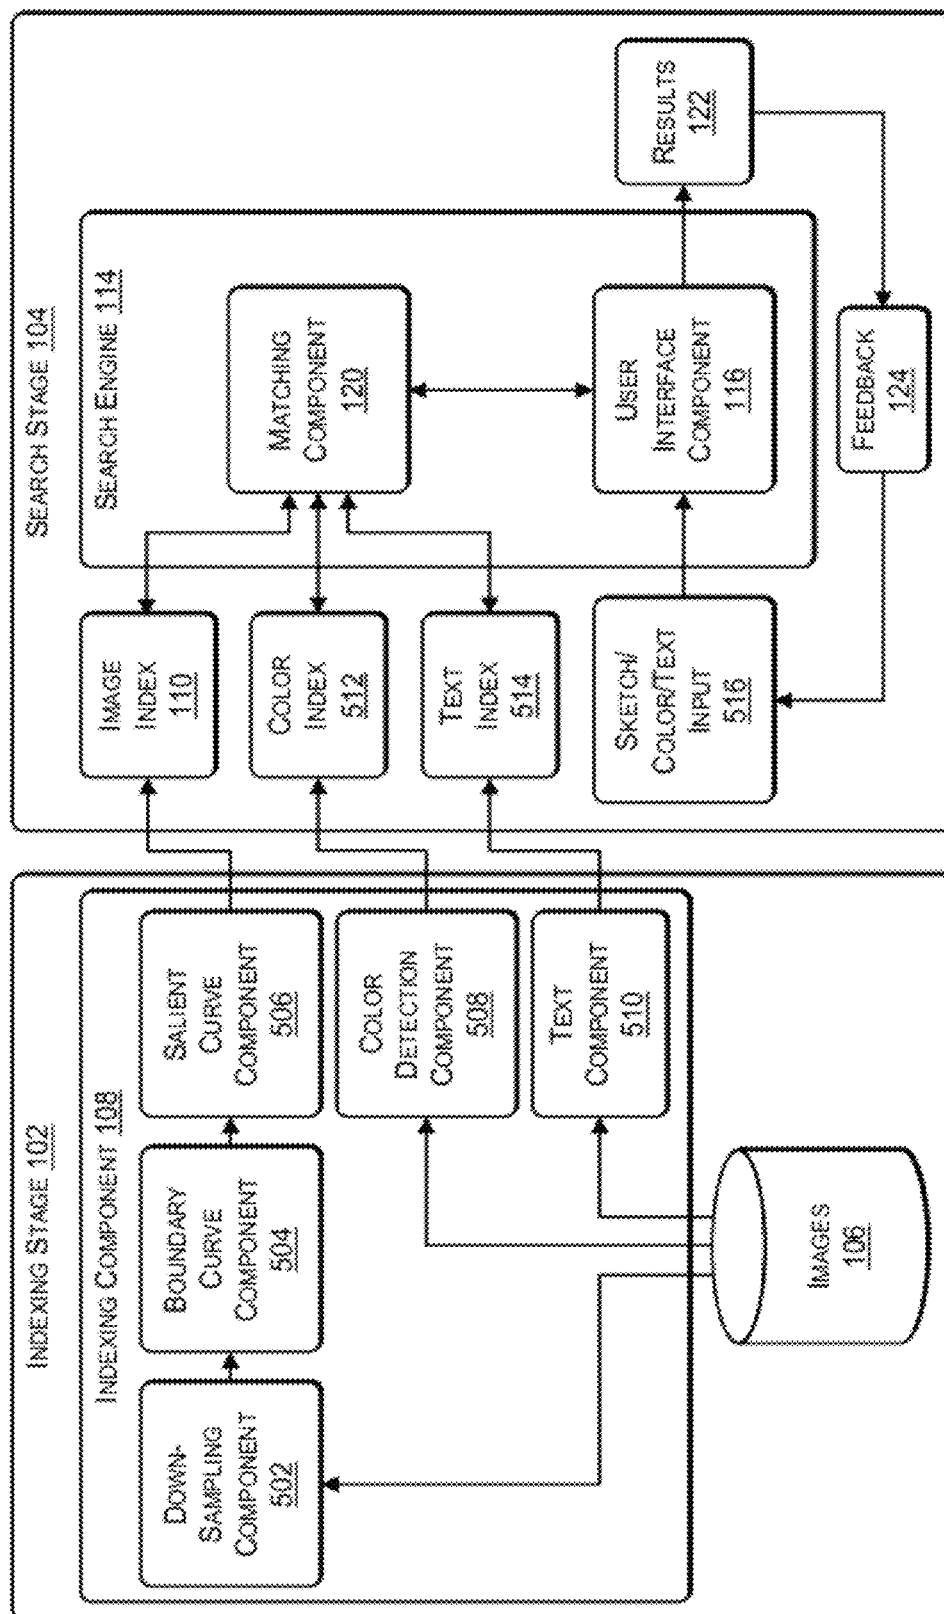 INDEXING STAGE 102
INDEXING COMPONENT 108
DOWN-
SAMPLING
COMPONENT
502
BOUNDARY
CURVE
COMPONENT
504
SALIENT
CURVE
COMPONENT
506
COLOR
DETECTION
COMPONENT
508
TEXT
COMPONENT
510
IMAGES
106
SEARCH STAGE 104
IMAGE
INDEX
110
COLOR
INDEX
512
TEXT
INDEX
514
SEARCH ENGINE 114
MATCHING
COMPONENT
120
SKETCH/
COLOR/TEXT
INPUT
516
USER
INTERFACE
COMPONENT
116
RESULTS
122
FEEDBACK
124